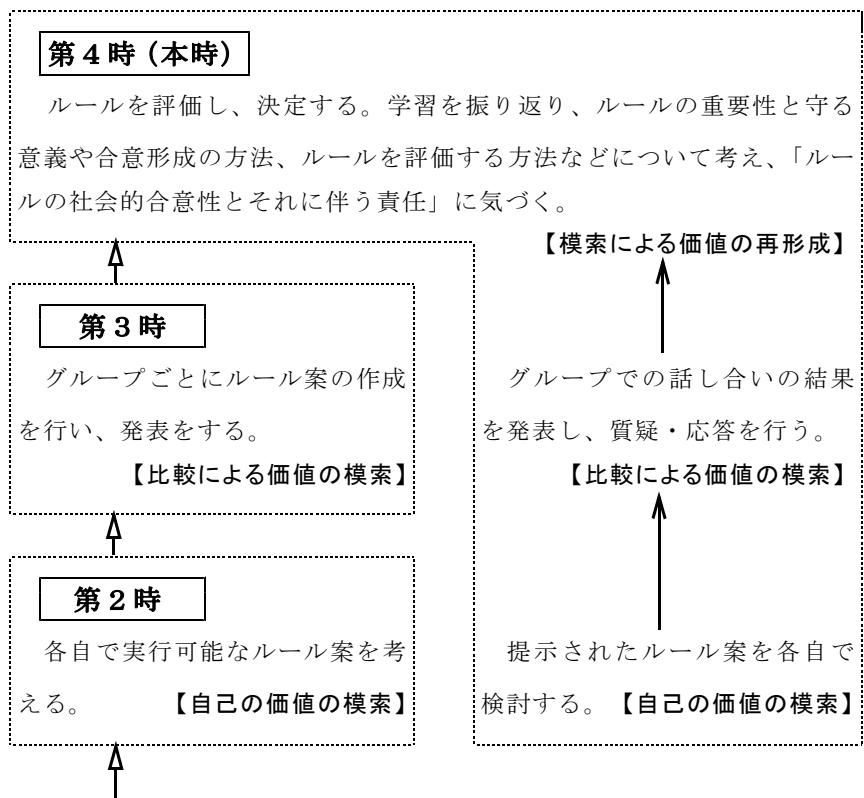 第４時（本時）
ルールを評価し、決定する。学習を振り返り、ルールの重要性と守る
意義や合意形成の方法、ルールを評価する方法などについて考え、「ルー
ルの社会的合意性とそれに伴う責任」に気づく。
【模索による価値の再形成】
第３時
グループごとにルール案の作成
を行い、発表をする。
【比較による価値の模索】
グループでの話し合いの結果
を発表し、質疑・応答を行う。
【比較による価値の模索】
第２時
各自で実行可能なルール案を考
える。 【自己の価値の模索】
提示されたルール案を各自で
検討する。【自己の価値の模索】